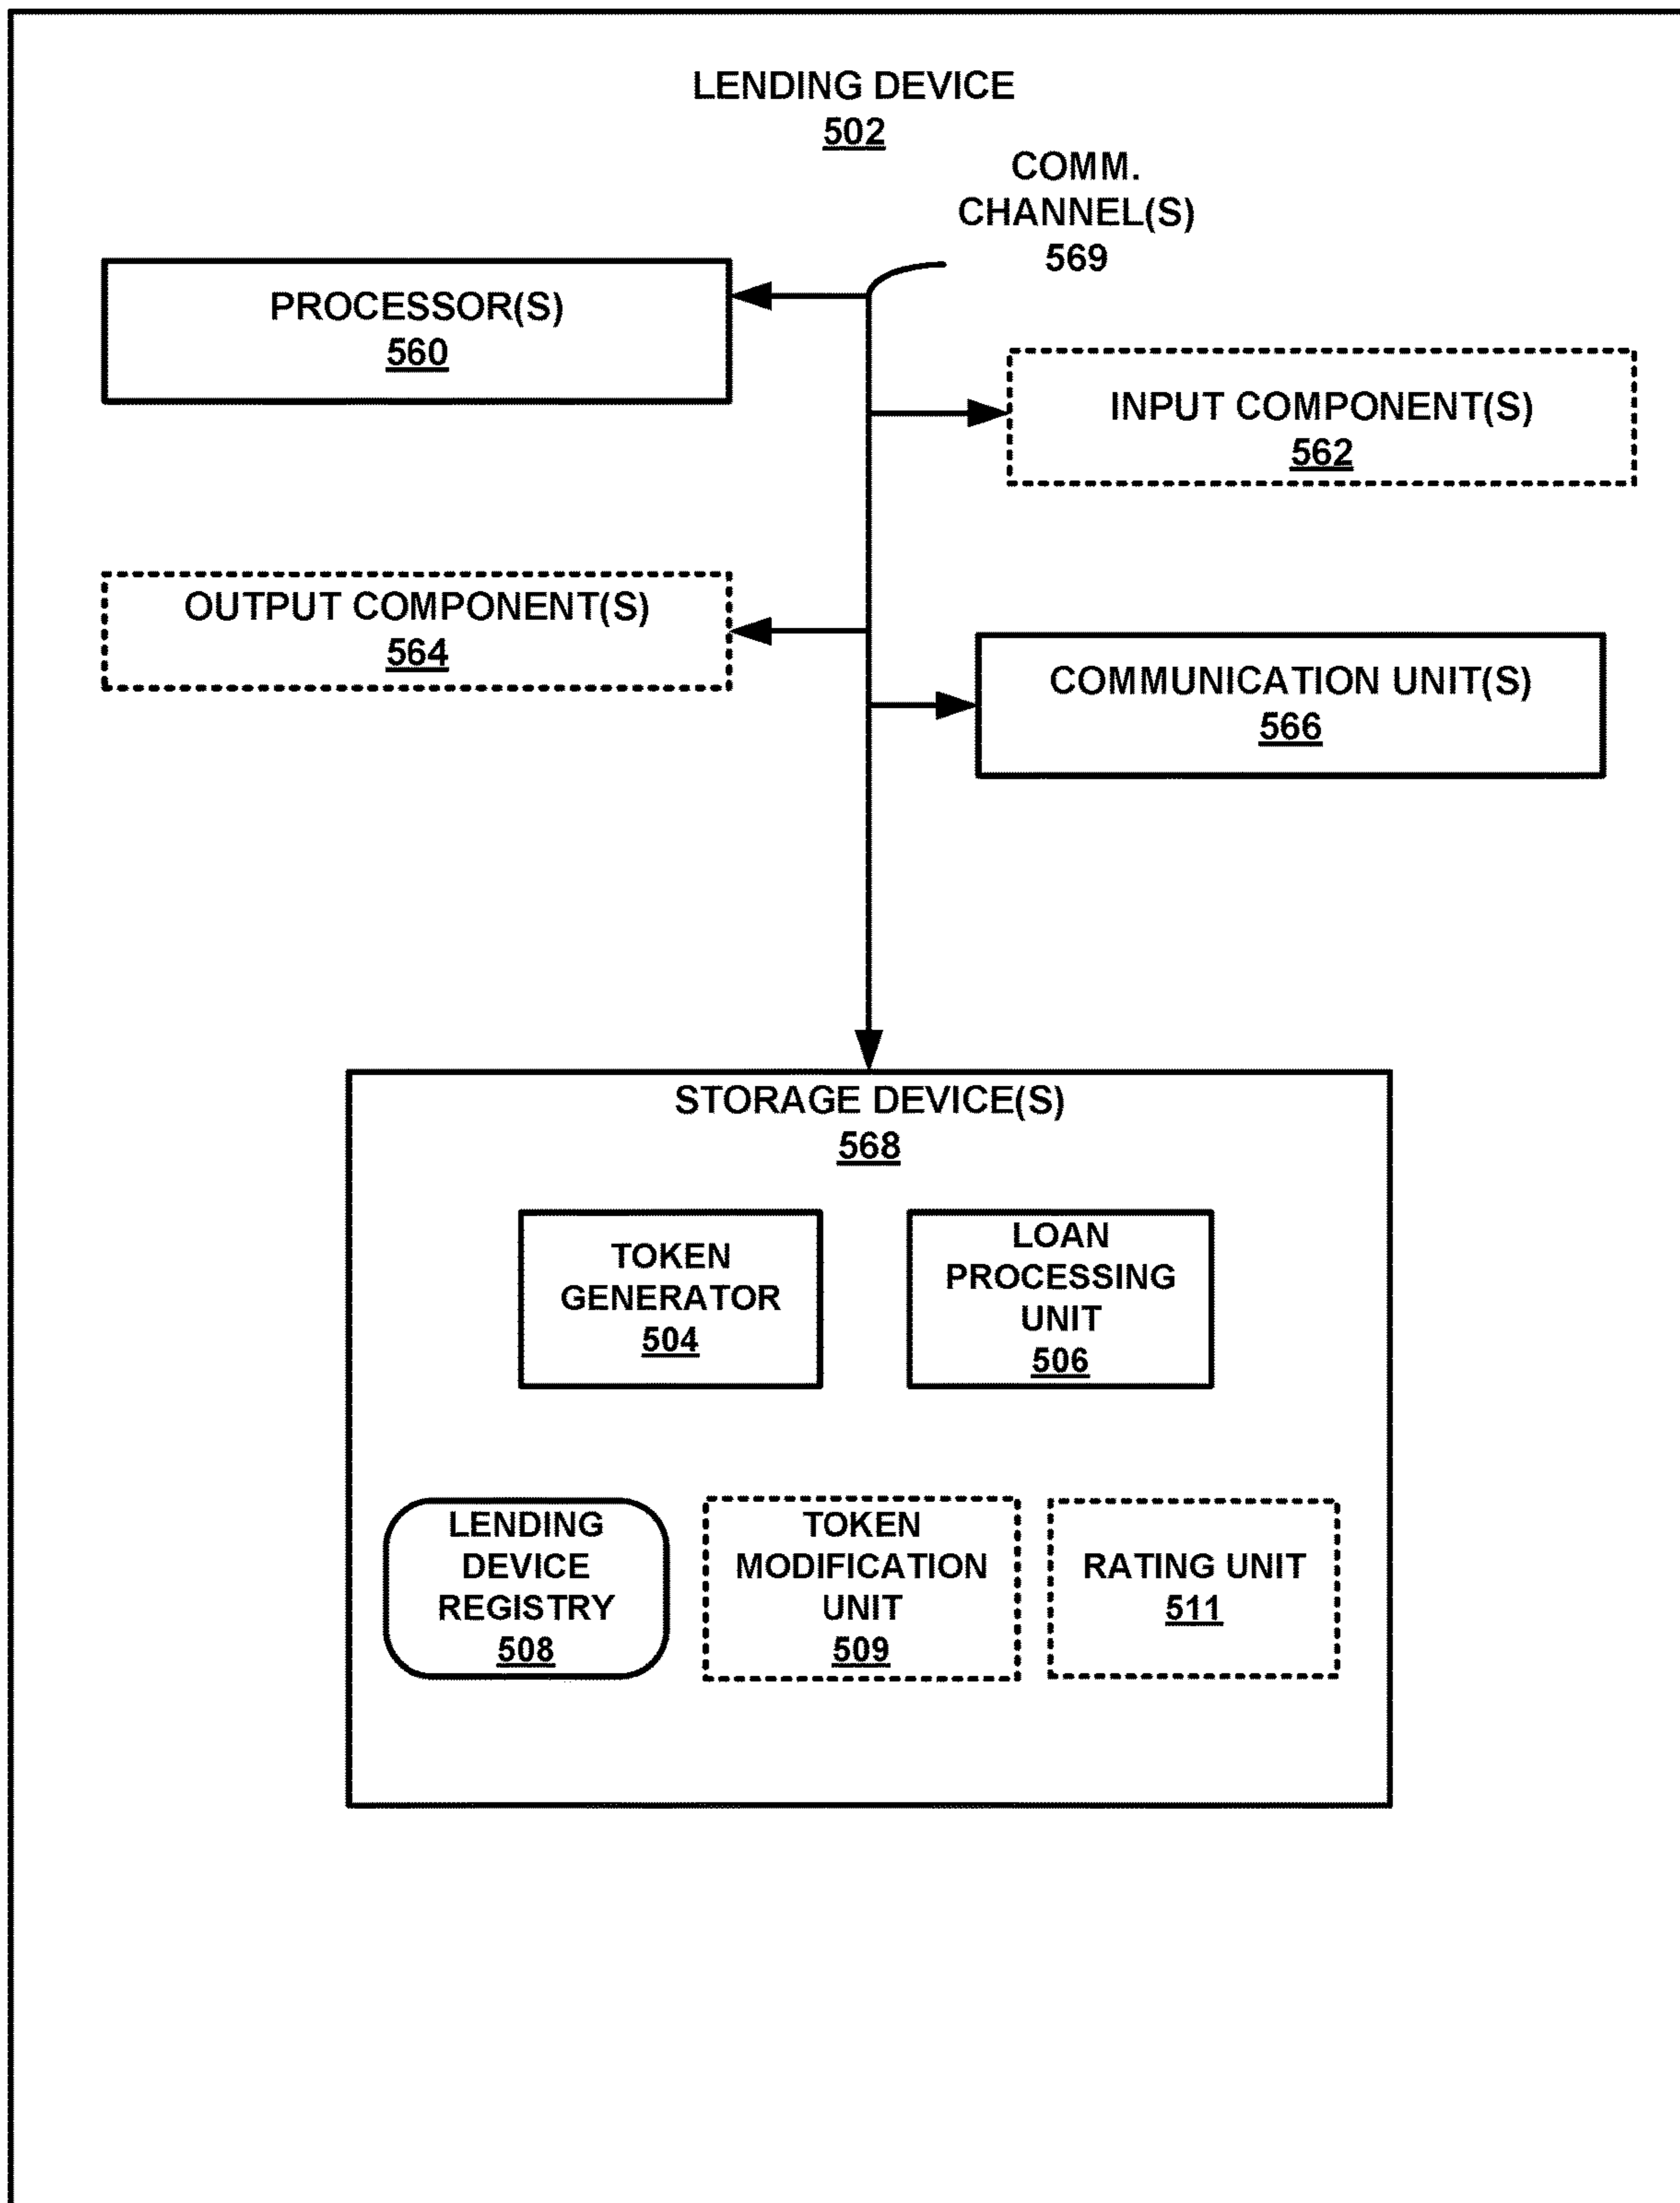 LENDING DEVICE
502
COMM.
CHANNEL(S)
569
PROCESSOR(S)
560
INPUT COMPONENT(S)
562
OUTPUT COMPONENT(S)
564
COMMUNICATION UNIT(S)
566
STORAGE DEVICE(S)
568
TOKEN
GENERATOR
504
LOAN
PROCESSING
UNIT
506
LENDING
DEVICE
REGISTRY
508
TOKEN
MODIFICATION
UNIT
509
RATING UNIT
511